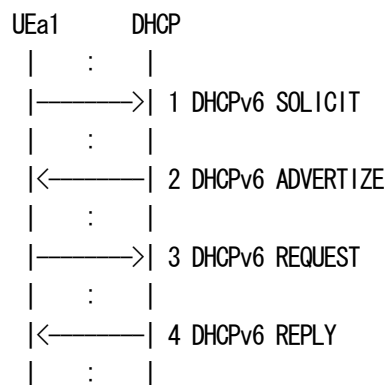 UEa1 DHCP
| : |
|-------->| 1 DHCPv6 SOLICIT
| : |
|<--------| 2 DHCPv6 ADVERTIZE
| : |
|-------->| 3 DHCPv6 REQUEST
| : |
|<--------| 4 DHCPv6 REPLY
| : |